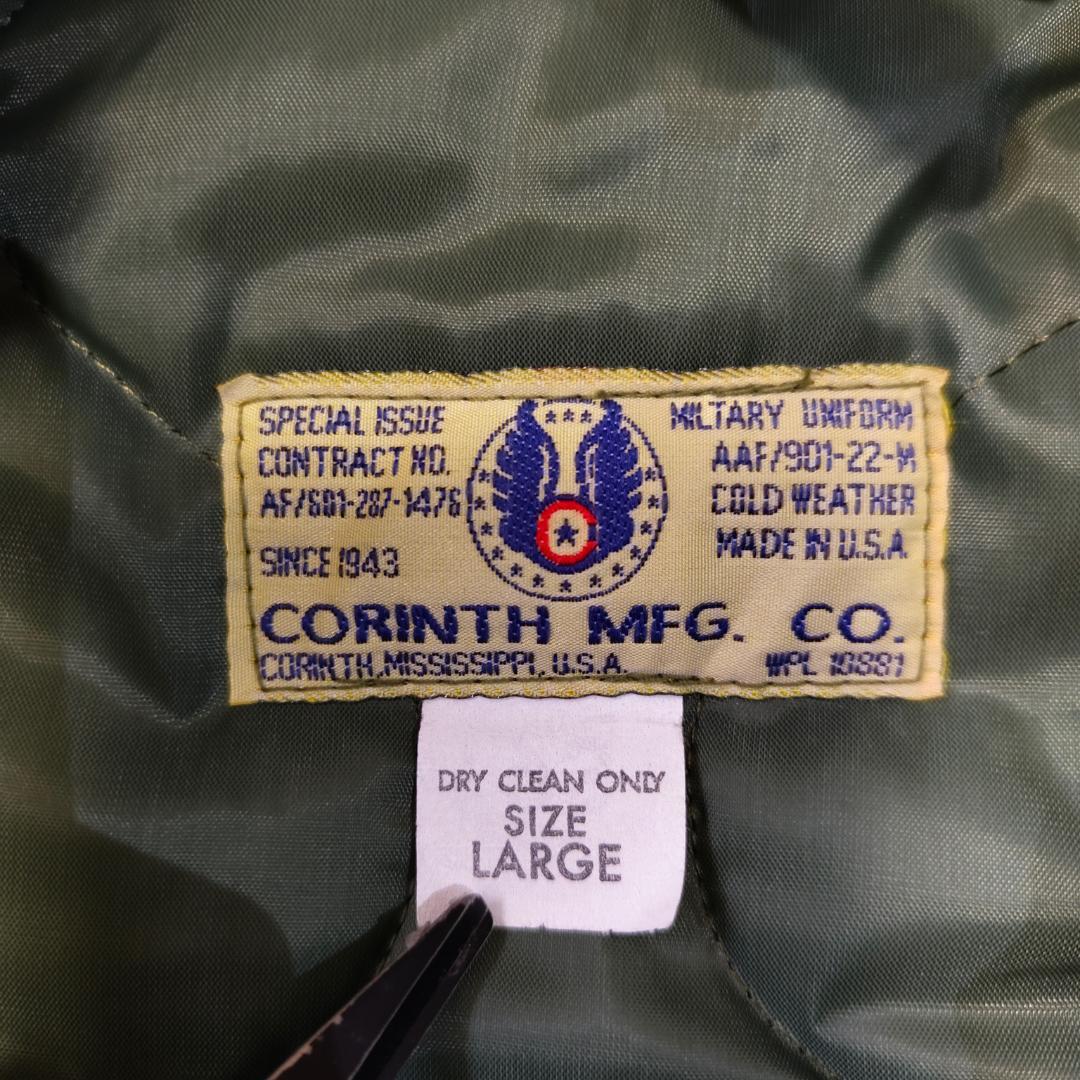 SPECIAL ISSUE
CONTRACT NO.
AF/601-287-1476
SINCE 1943
MILTARY UNIFORM
AAF/901-22-M
COLD WEATHER
MADE IN U.S.A.
C
CORINTH MFG. CO.
CORINTH, MISSISSIPPI, U.S.A.
WPL 10881
DRY CLEAN ONLY
SIZE
LARGE